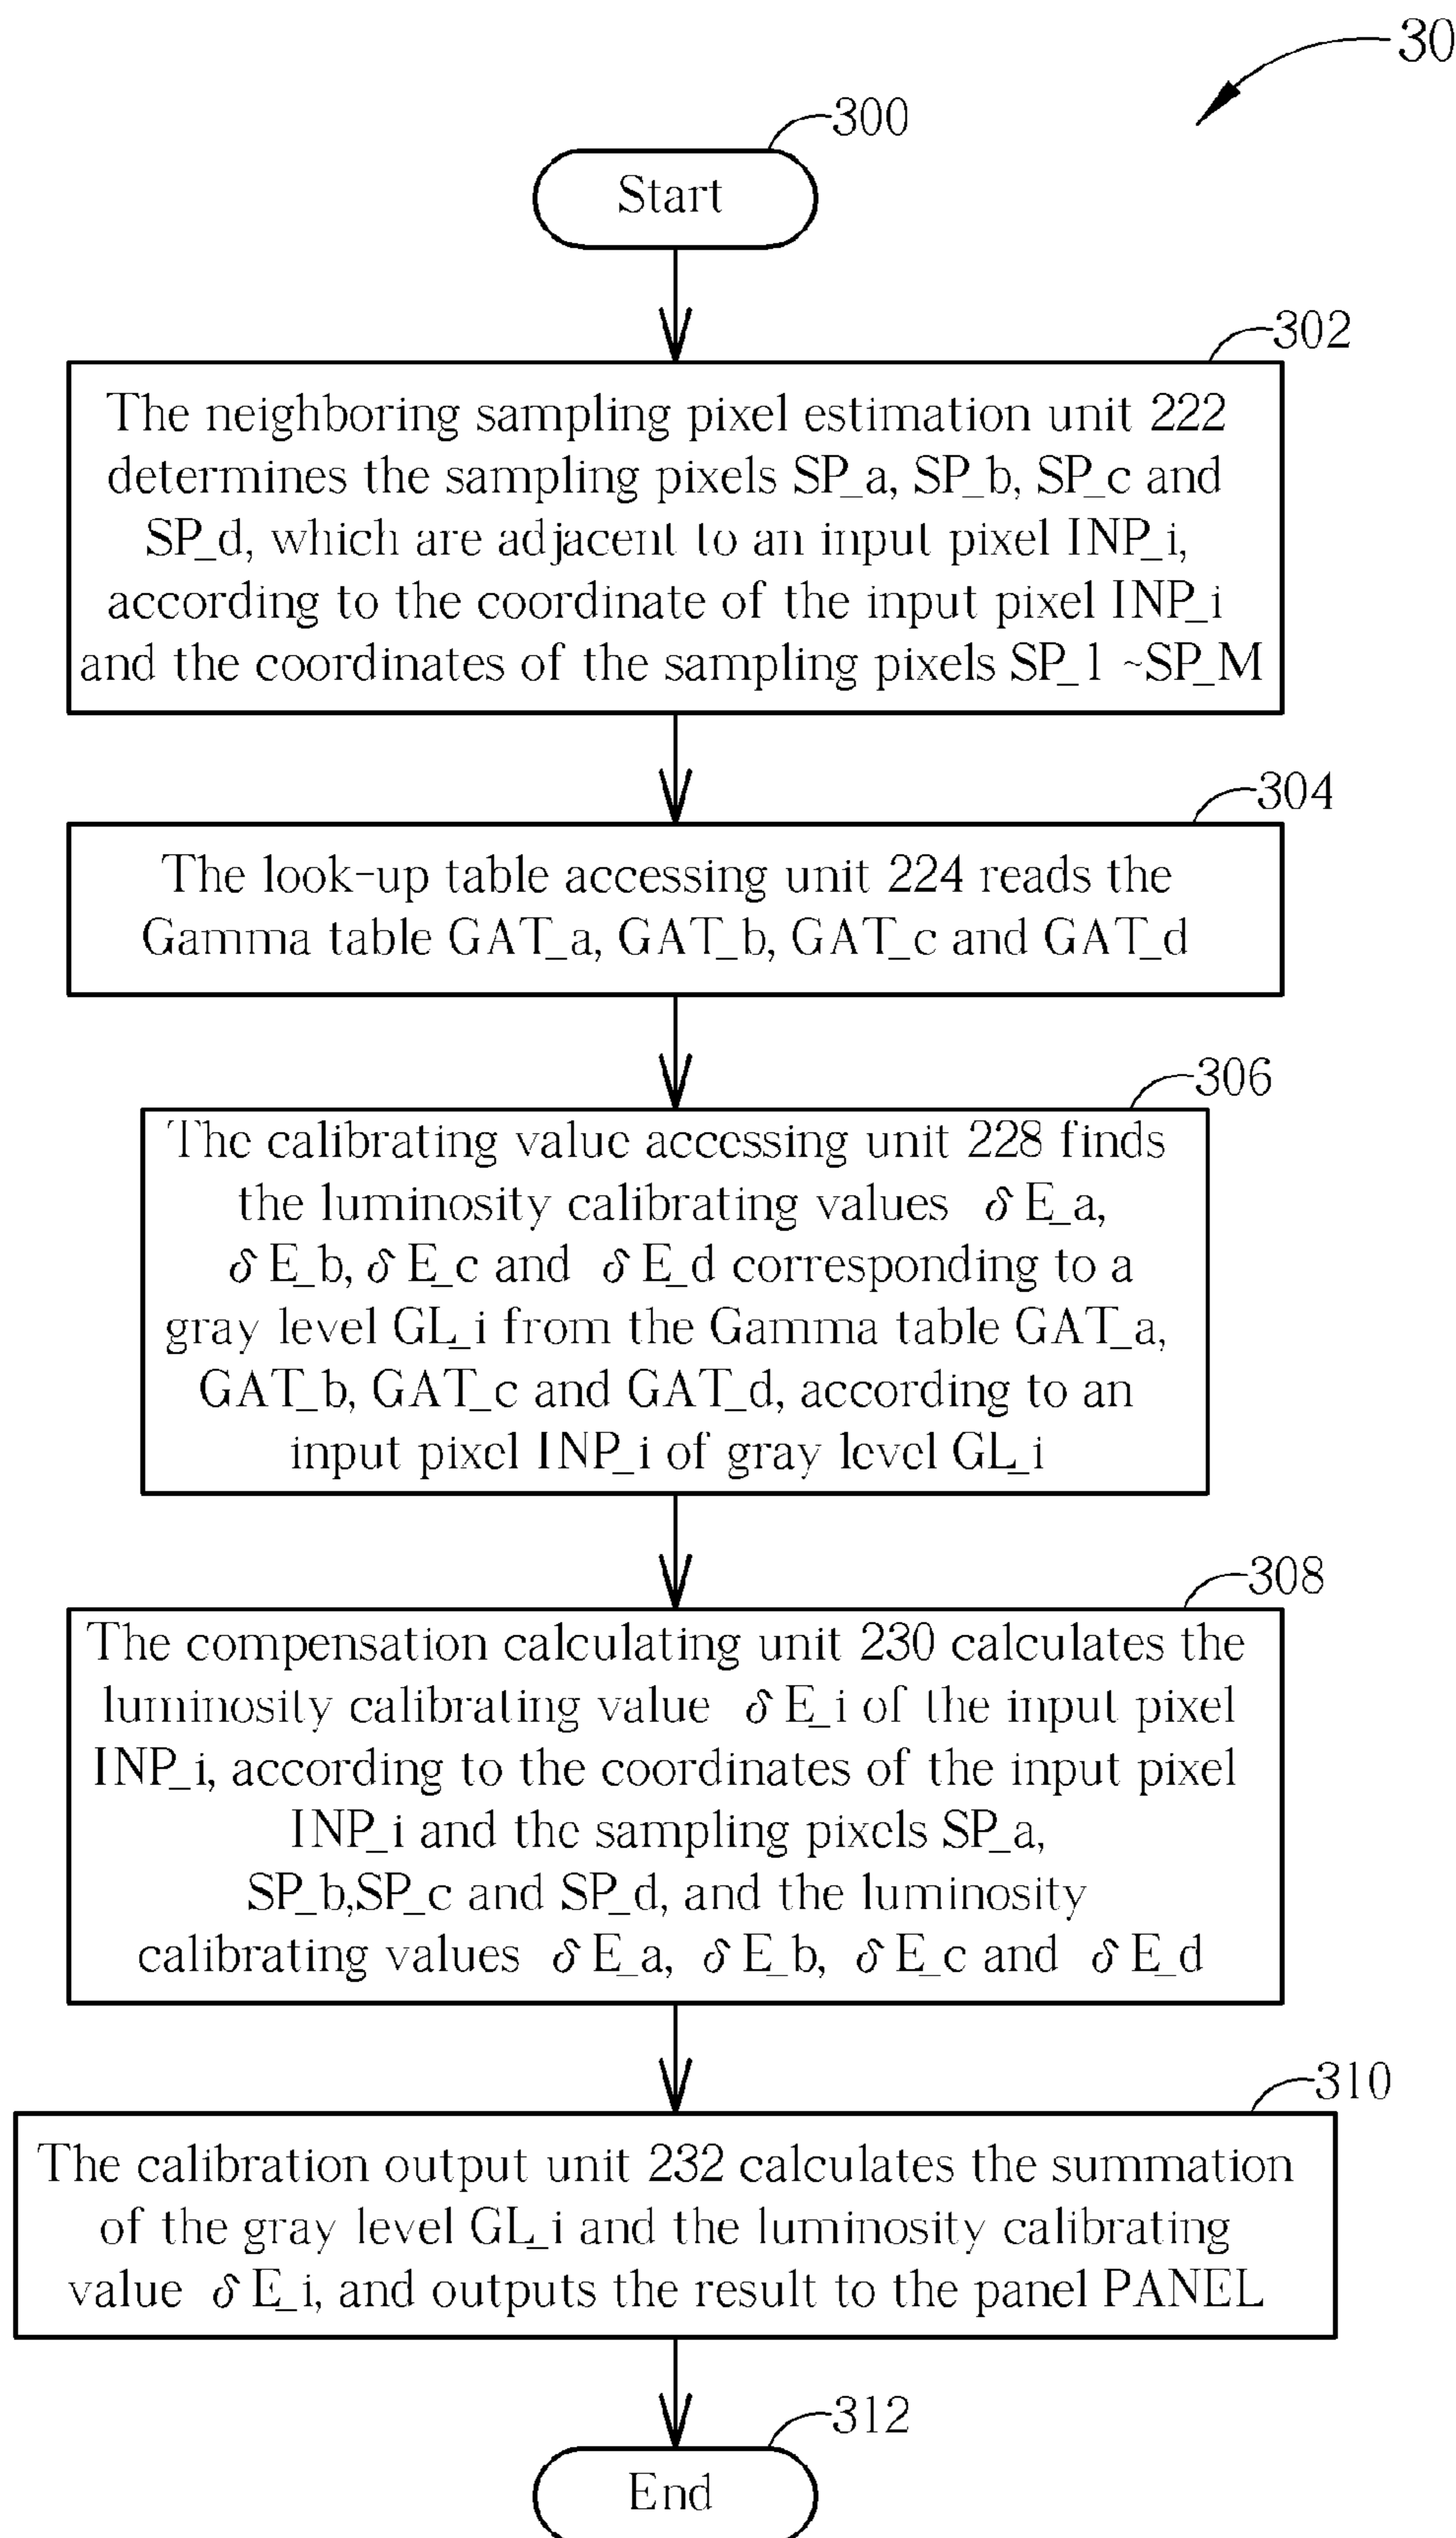 30
300
Start
302
The neighboring sampling pixel estimation unit 222
determines the sampling pixels SP_a, SP_b, SP_c and
SP_d, which are adjacent to an input pixel INP_i,
according to the coordinate of the input pixel INP_i
and the coordinates of the sampling pixels SP_1 ~SP_M
304
The look-up table accessing unit 224 reads the
Gamma table GAT_a, GAT_b, GAT_c and GAT_d
306
The calibrating value accessing unit 228 finds
the luminosity calibrating values δE_a,
δE_b, δE_c and δE_d corresponding to a
gray level GL_i from the Gamma table GAT_a,
GAT_b, GAT_c and GAT_d, according to an
input pixel INP_i of gray level GL_i
308
The compensation calculating unit 230 calculates the
luminosity calibrating value δE_i of the input pixel
INP_i, according to the coordinates of the input pixel
INP_i and the sampling pixels SP_a,
SP_b,SP_c and SP_d, and the luminosity
calibrating values δE_a, δE_b, δE_c and δE_d
310
The calibration output unit 232 calculates the summation
of the gray level GL_i and the luminosity calibrating
value δE_i, and outputs the result to the panel PANEL
312
End